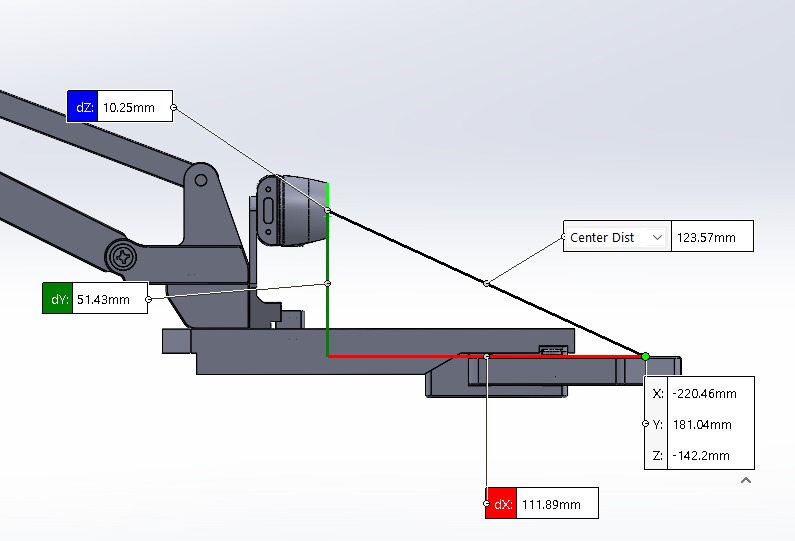 dZ: 10.25mm
Center Dist 123.57mm
dY: 51.43mm
X: -220.46mm
Y: 181.04mm
Z: -142.2mm
dX: 111.89mm